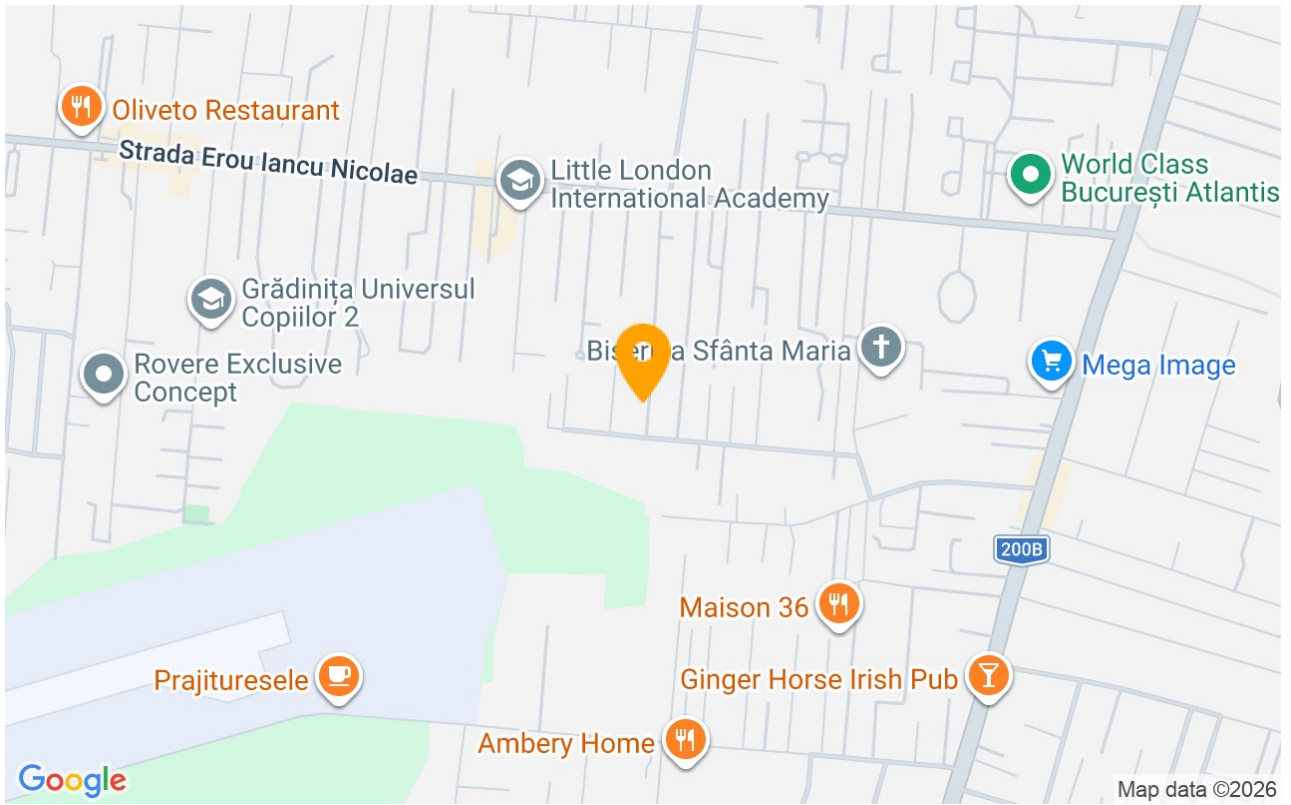 Oliveto Restaurant
Strada Erou Iancu Nicolae
Little London
International Academy
World Class
București Atlantis
Grădinița Universul
Copiilor 2
Rovere Exclusive
Concept
Sfânta Maria
Mega Image
200B
Maison 36
Prajituresele
Ginger Horse Irish Pub
Ambery Home
Google
Map data ©2026